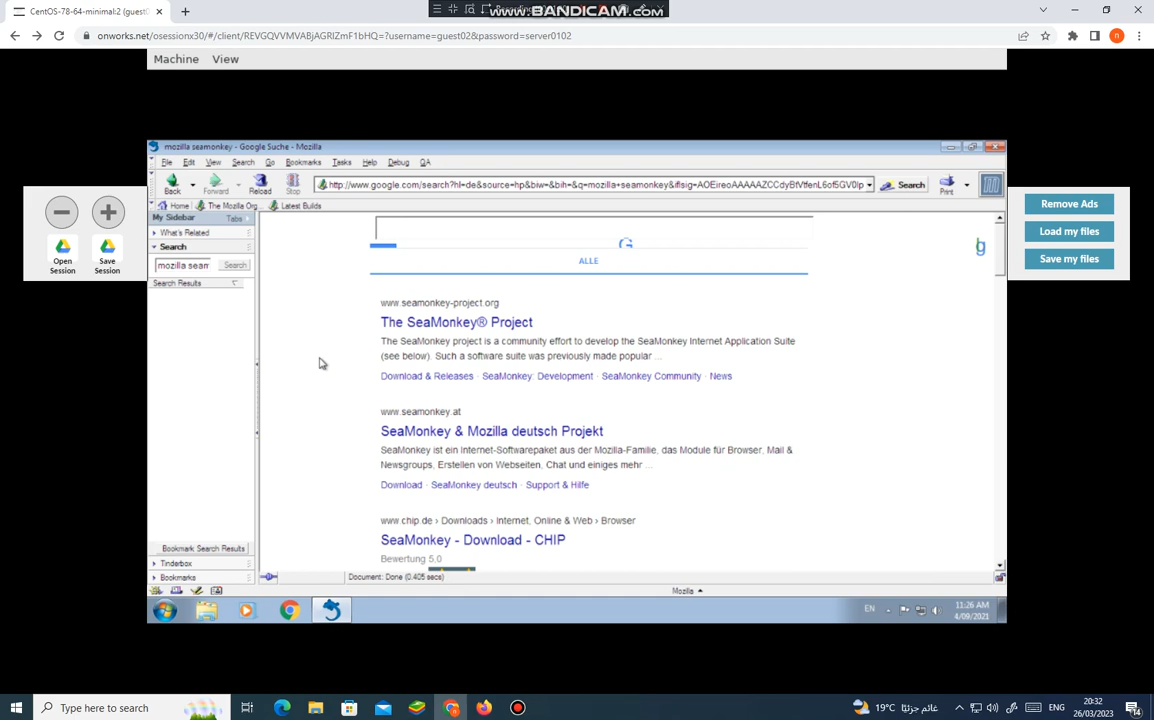 CentOS-78-64-minimal:2 (guest0
www.BANDICAM.com
onworks.net/osessionx30/#/client/REVGQVVMVABjAGRIZmF1bHQ=?username=guest02&password=server0102
Machine View
mozilla seamonkey - Google Suche - Mozilla
File Edit View Search Go Bookmarks Tasks Help Debug QA
Back Forward Reload Stop
Search Print
Home The Mozilla Org... Latest Builds
My Sidebar Tabs
What's Related
Search
mozilla seam Search
Search Results
Bookmark Search Results
Tinderbox
Bookmarks
G
g
ALLE
www.seamonkey-project.org
The SeaMonkey® Project
The SeaMonkey project is a community effort to develop the SeaMonkey Internet Application Suite
(see below). Such a software suite was previously made popular ...
Download & Releases · SeaMonkey: Development · SeaMonkey Community · News
www.seamonkey.at
SeaMonkey & Mozilla deutsch Projekt
SeaMonkey ist ein Internet-Softwarepaket aus der Mozilla-Familie, das Module für Browser, Mail &
Newsgroups, Erstellen von Webseiten, Chat und einiges mehr ...
Download · SeaMonkey deutsch · Support & Hilfe
www.chip.de › Downloads › Internet, Online & Web › Browser
SeaMonkey - Download - CHIP
Bewertung 5,0
Document: Done (0.405 secs)
Mozilla
EN
11:26 AM
4/09/2021
Open Session
Save Session
Remove Ads
Load my files
Save my files
Type here to search
19°C غائم جزئيًا
ENG
20:32
26/03/2023
14